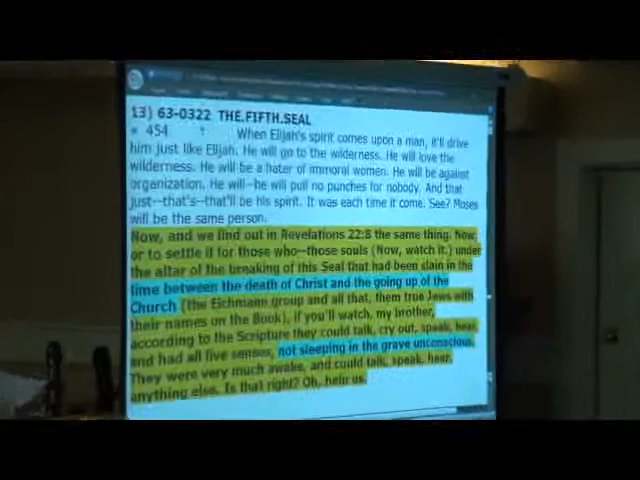 13) 63-0322 THE.FIFTH.SEAL
454 When Elijah's spirit comes upon a man, it'll drive
him just like Elijah. He will go to the wilderness. He will love the
wilderness. He will be a hater of immoral women. He will be against
organization. He will--he will pull no punches for nobody. And that
just--that's--that'll be his spirit. It was each time it come. See? Moses
will be the same person.
Now, and we find out in Revelations 22:8 the same thing. Now,
or to settle it for those who--those souls (Now, watch it.) under
the altar of the breaking of this Seal that had been slain in the
time between the death of Christ and the going up of the
Church (the Eichmann group and all that, them true Jews with
their names on the Book), if you'll watch, my brother,
according to the Scripture they could talk, cry out, speak, hear,
and had all five senses, not sleeping in the grave unconscious.
They were very much awake, and could talk, speak, hear,
anything else. Is that right? Oh, help us.